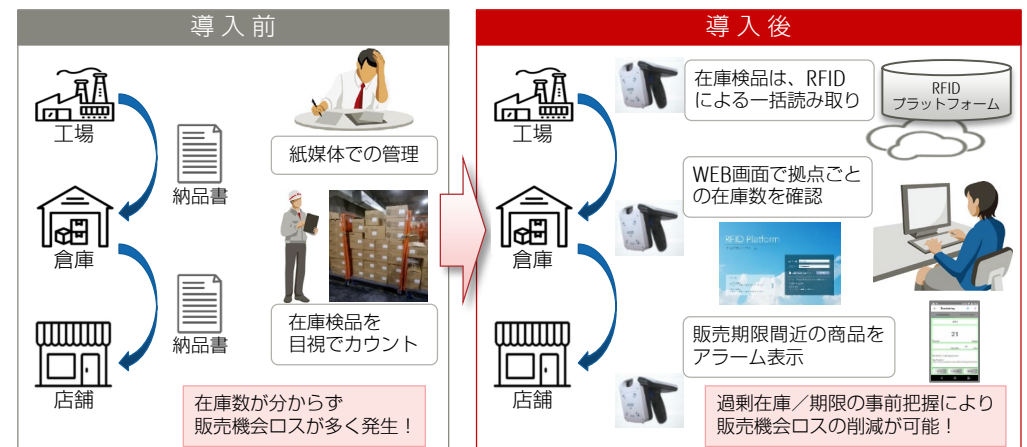 導入前
工場
納品書
紙媒体での管理
倉庫
納品書
在庫検品を
目視でカウント
店舗
在庫数が分からず
販売機会ロスが多く発生！
導入後
工場
在庫検品は、RFID
による一括読み取り
RFID
プラットフォーム
倉庫
WEB画面で拠点ごと
の在庫数を確認
RFID Platform
販売期限間近の商品を
アラーム表示
21
店舗
過剰在庫／期限の事前把握により
販売機会ロスの削減が可能！